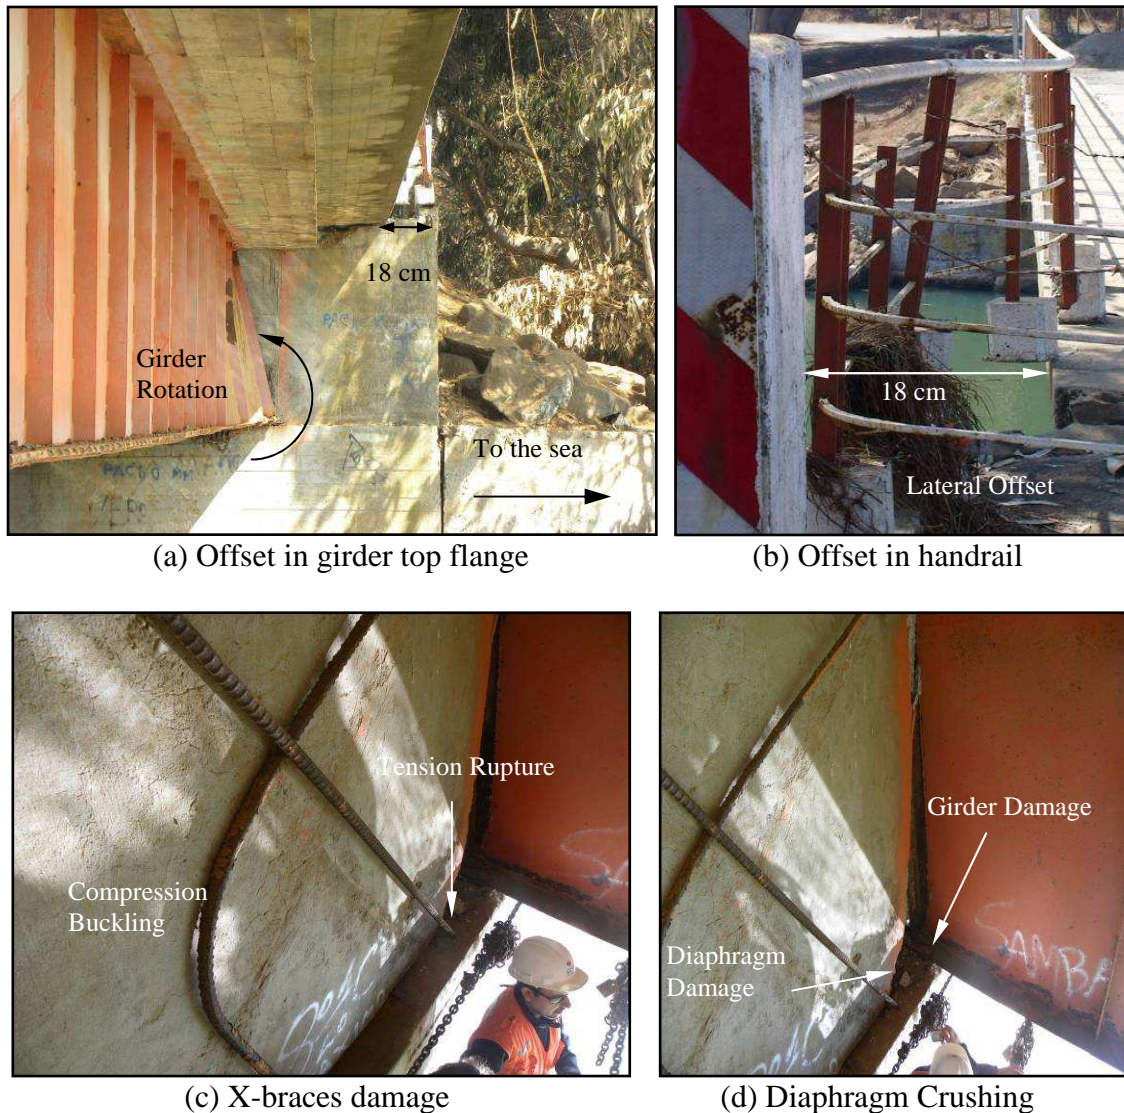 18 cm
Girder
Rotation
To the sea
(a) Offset in girder top flange
18 cm
Lateral Offset
(b) Offset in handrail
Tension Rupture
Compression
Buckling
(c) X-braces damage
Girder Damage
Diaphragm
Damage
SAMBA
(d) Diaphragm Crushing